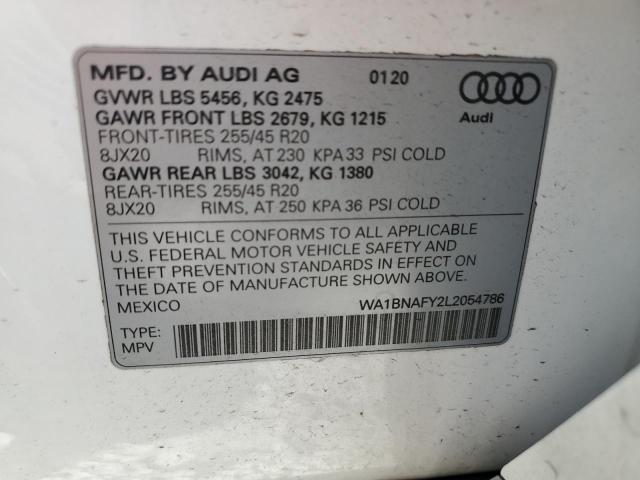 MFD. BY AUDI AG 0120
GVWR LBS 5456, KG 2475
GAWR FRONT LBS 2679, KG 1215
Audi
FRONT-TIRES 255/45 R20
8JX20 RIMS, AT 230 KPA 33 PSI COLD
GAWR REAR LBS 3042, KG 1380
REAR-TIRES 255/45 R20
8JX20 RIMS, AT 250 KPA 36 PSI COLD
THIS VEHICLE CONFORMS TO ALL APPLICABLE
U.S. FEDERAL MOTOR VEHICLE SAFETY AND
THEFT PREVENTION STANDARDS IN EFFECT ON
THE DATE OF MANUFACTURE SHOWN ABOVE.
MEXICO WA1BNAFY2L2054786
TYPE:
MPV